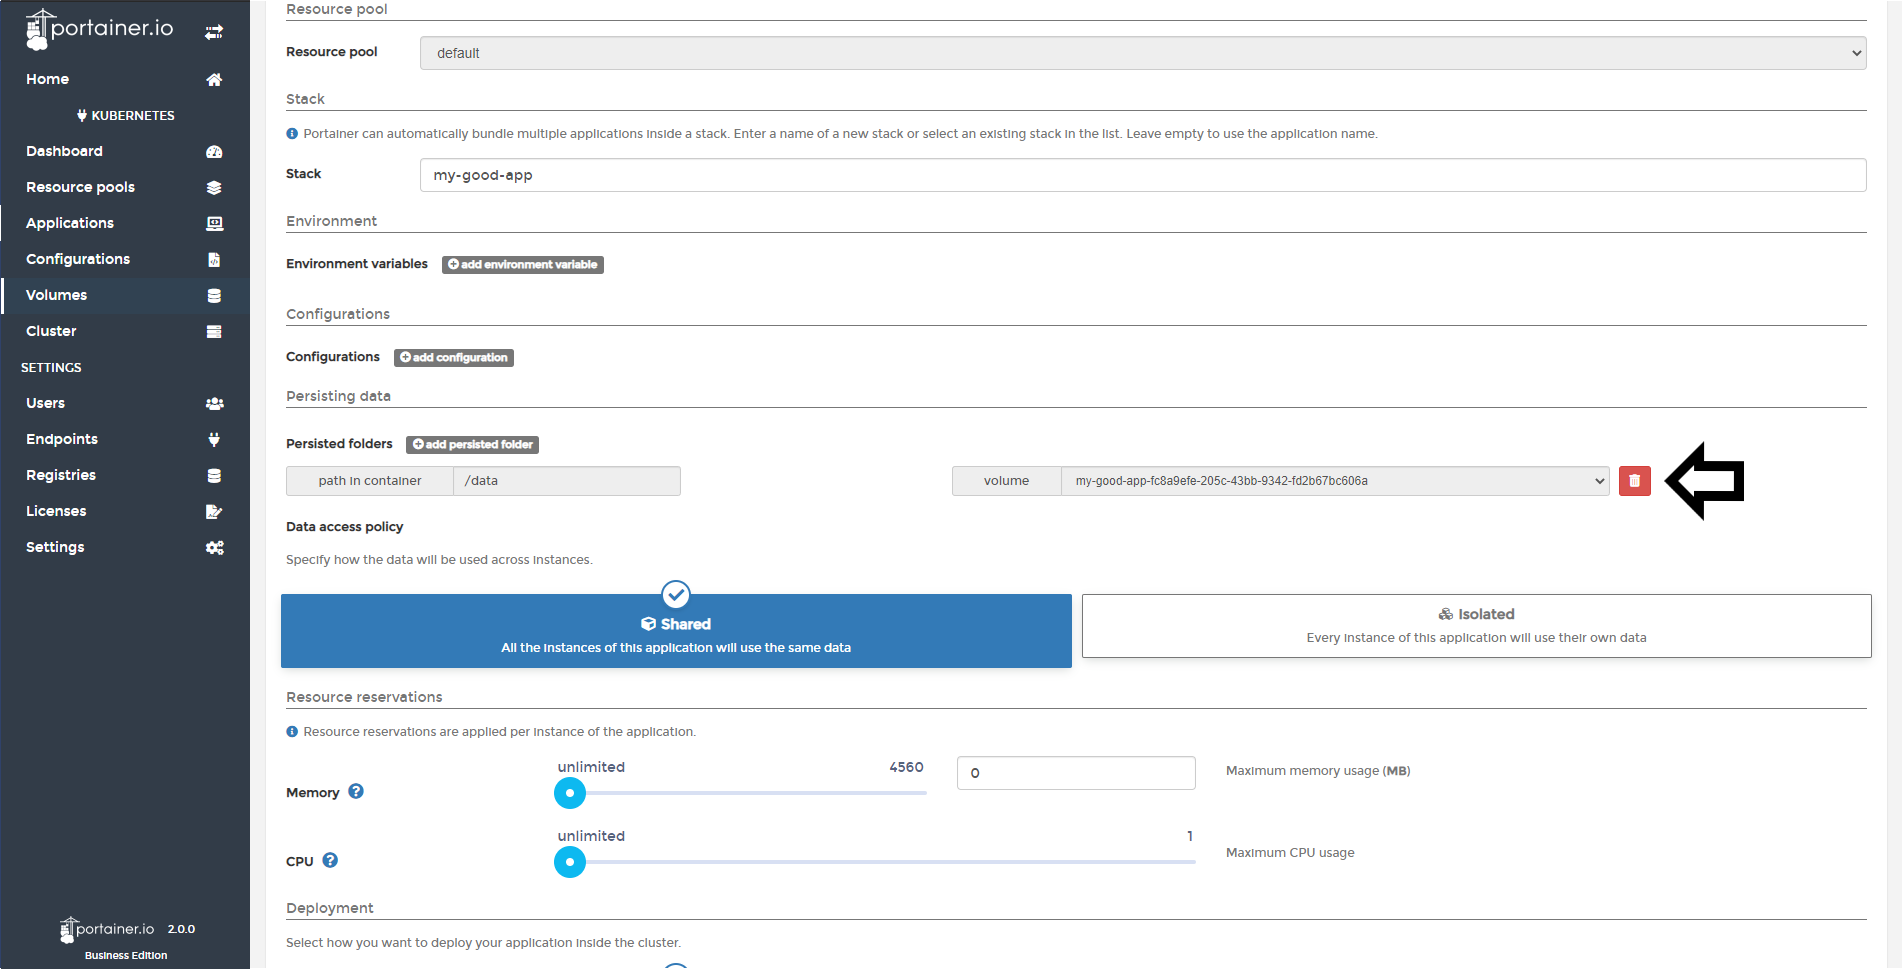 portainer.io
Home
KUBERNETES
Dashboard
Resource pools
Applications
Configurations
Volumes
Cluster
SETTINGS
Users
Endpoints
Registries
Licenses
Settings
portainer.io 2.0.0
Business Edition
Resource pool
Resource pool default
Stack
Portainer can automatically bundle multiple applications inside a stack. Enter a name of a new stack or select an existing stack in the list. Leave empty to use the application name.
Stack my-good-app
Environment
Environment variables add environment variable
Configurations
Configurations add configuration
Persisting data
Persisted folders add persisted folder
path in container /data volume my-good-app-fc8a9efe-205c-43bb-9342-fd2b67bc606a
Data access policy
Specify how the data will be used across instances.
Shared
All the instances of this application will use the same data
Isolated
Every instance of this application will use their own data
Resource reservations
Resource reservations are applied per instance of the application.
unlimited 4560
Memory ? 0 Maximum memory usage (MB)
unlimited 1
CPU ? Maximum CPU usage
Deployment
Select how you want to deploy your application inside the cluster.